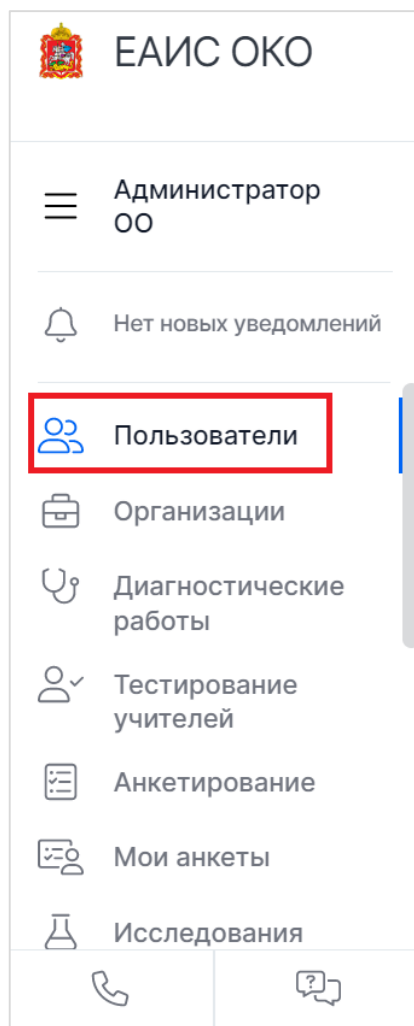 ЕАИС ОКО
Администратор
ОО
Нет новых уведомлений
Пользователи
Организации
Диагностические
работы
Тестирование
учителей
Анкетирование
Мои анкеты
Исследования
?